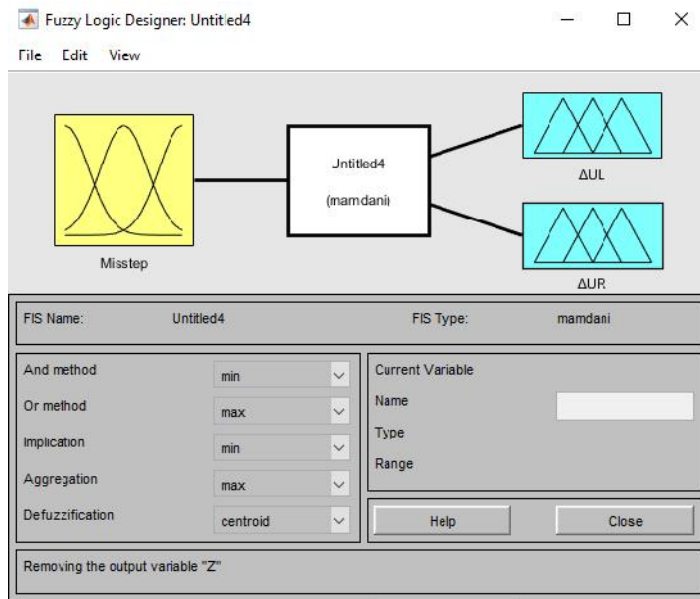 Fuzzy Logic Designer: Untitled4
File Edit View
Untitled4
(mamdani)
ΔUL
Misstep
ΔUR
FIS Name: Untitled4 FIS Type: mamdani
And method min
Or method max
Implication min
Aggregation max
Defuzzification centroid
Current Variable
Name
Type
Range
Help Close
Removing the output variable "Z"